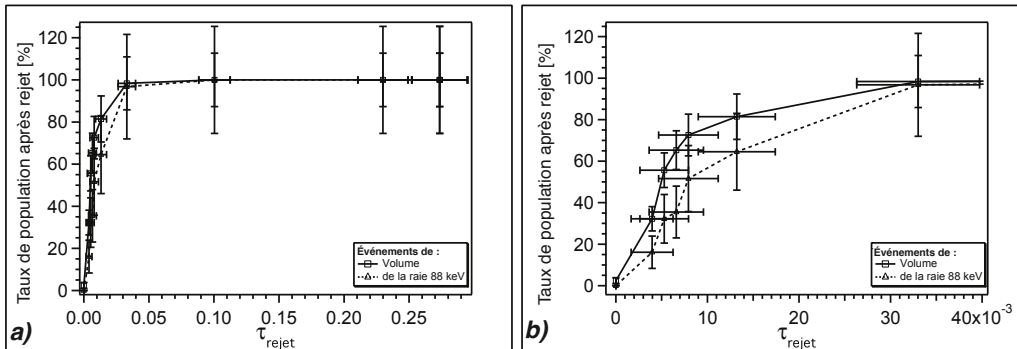 Taux de population après rejet [%]
120
100
80
60
40
20
0
0.00 0.05 0.10 0.15 0.20 0.25
τrejet
Événements de :
Volume
de la raie 88 keV
a)
Taux de population après rejet [%]
120
100
80
60
40
20
0
0 10 20 30 40x10⁻³
τrejet
Événements de :
Volume
de la raie 88 keV
b)